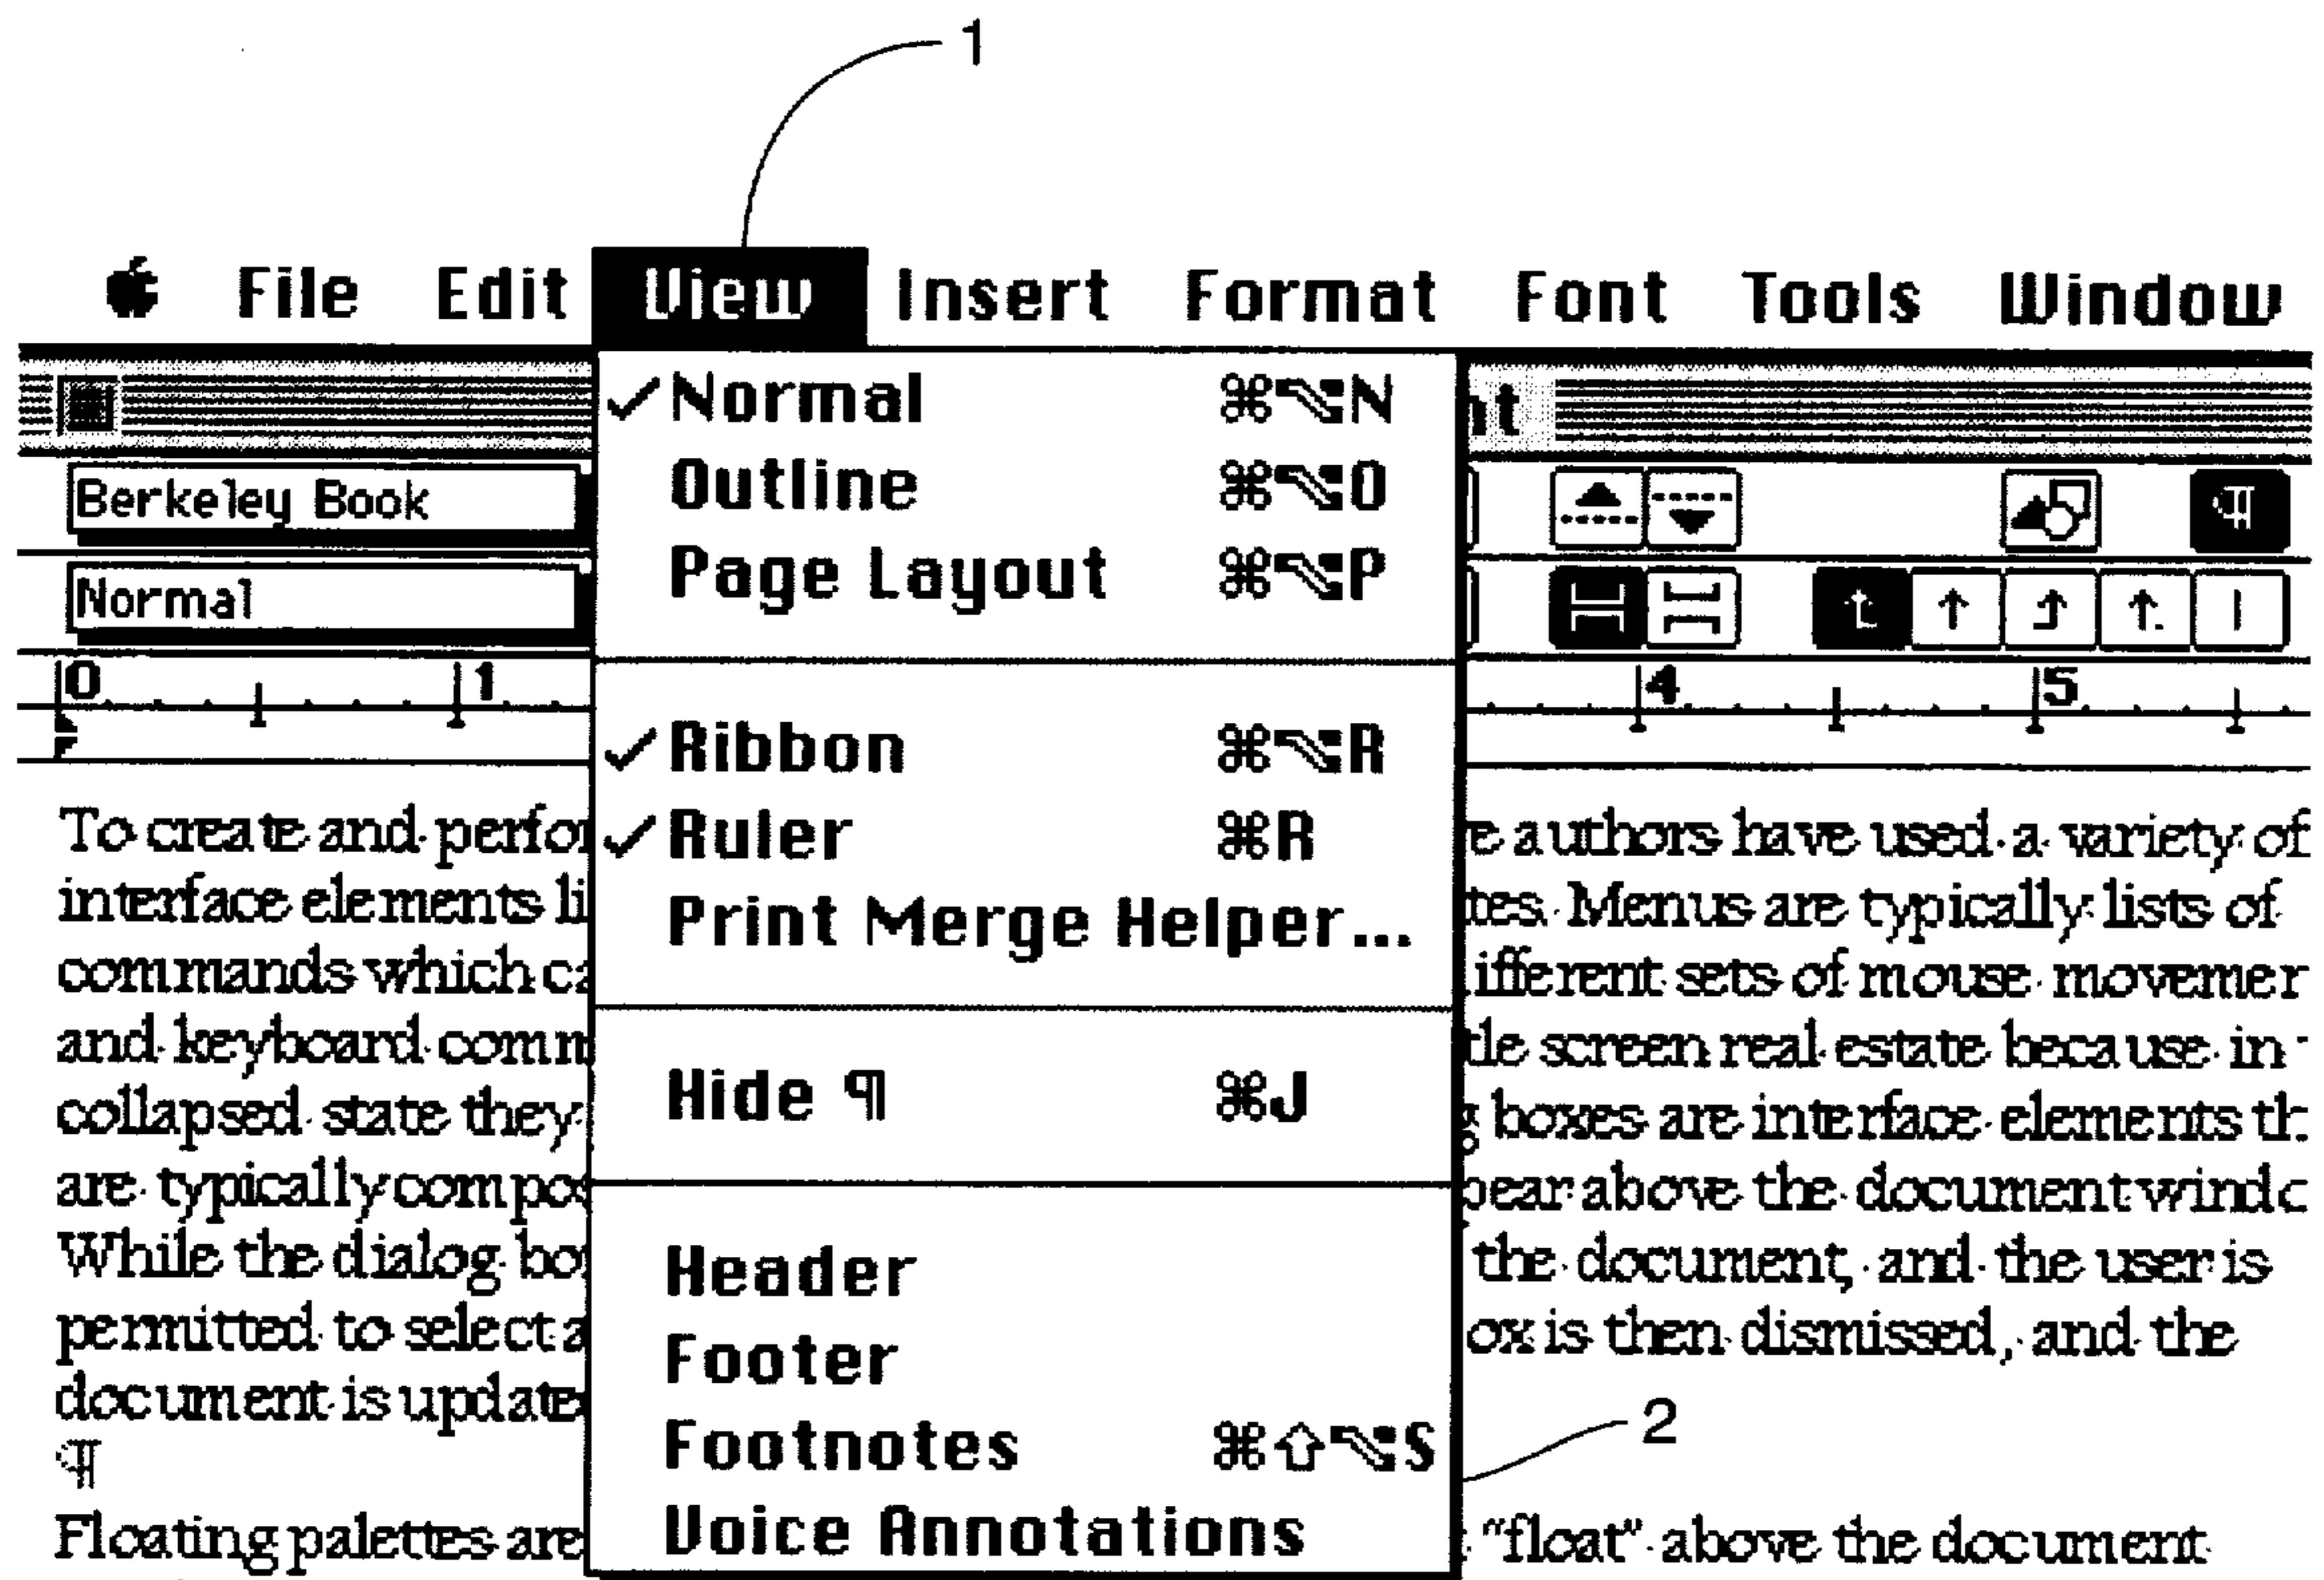 1
File Edit View Insert Format Font Tools Window
✓Normal ⌘⌥N
Outline ⌘⌥O
Page Layout ⌘⌥P
✓Ribbon ⌘⌥R
✓Ruler ⌘R
Print Merge Helper...
Hide ¶ ⌘J
Header
Footer
Footnotes ⌘⇧⌥S
Voice Annotations
2
nt
Berkeley Book
¶
Normal
0 1 4 5
To create and perfor e authors have used a variety of
interface elements li tes. Menus are typically lists of
commands which ca ifferent sets of mouse movemen
and keyboard comm tle screen real estate because in
collapsed state they g boxes are interface elements th
are typically compos pear above the document windo
While the dialog box the document, and the user is
permitted to select a ox is then dismissed, and the
document is update
¶
Floating palettes are "float" above the document